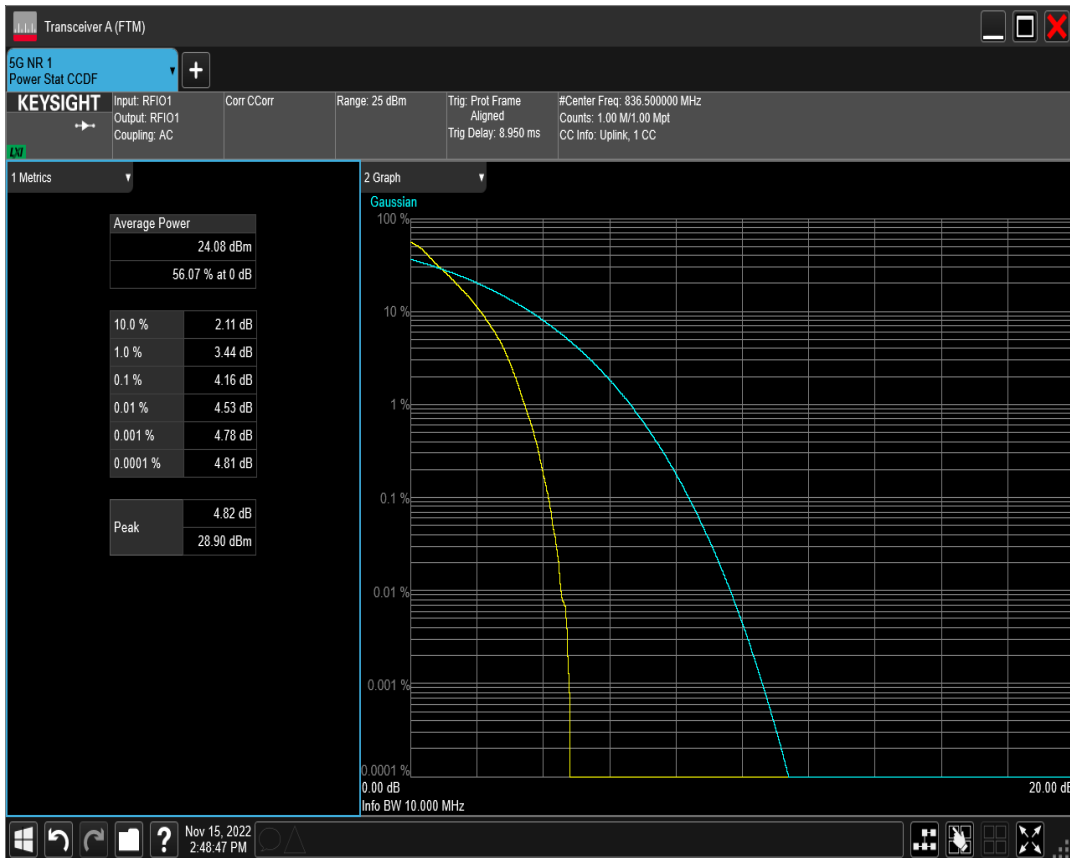 Transceiver A (FTM)
5G NR 1
Power Stat CCDF
+
KEYSIGHT
LXI
Input: RFIO1
Output: RFIO1
Coupling: AC
Corr CCorr
Range: 25 dBm
Trig: Prot Frame
Aligned
Trig Delay: 8.950 ms
#Center Freq: 836.500000 MHz
Counts: 1.00 M/1.00 Mpt
CC Info: Uplink, 1 CC
1 Metrics
Average Power
24.08 dBm
56.07 % at 0 dB
10.0 % 2.11 dB
1.0 % 3.44 dB
0.1 % 4.16 dB
0.01 % 4.53 dB
0.001 % 4.78 dB
0.0001 % 4.81 dB
Peak
4.82 dB
28.90 dBm
2 Graph
Gaussian
100 %
10 %
1 %
0.1 %
0.01 %
0.001 %
0.0001 %
0.00 dB 20.00 dB
Info BW 10.000 MHz
?
Nov 15, 2022
2:48:47 PM